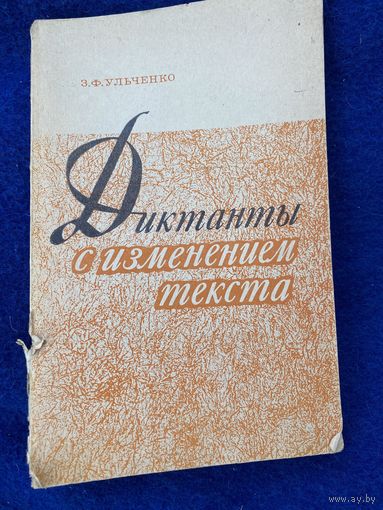 З.Ф.УЛЬЧЕНКО
Диктанты
с изменением
текста
www.ay.by